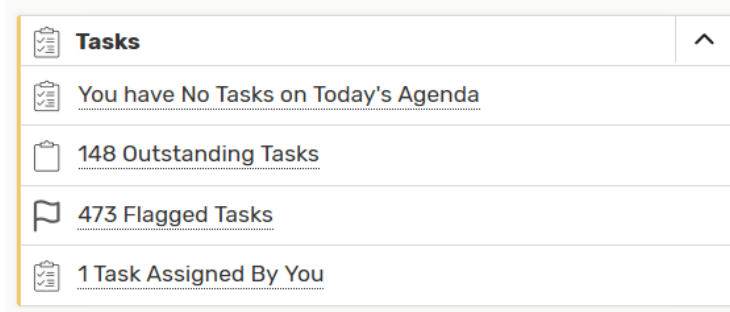 Tasks
You have No Tasks on Today's Agenda
148 Outstanding Tasks
473 Flagged Tasks
1 Task Assigned By You